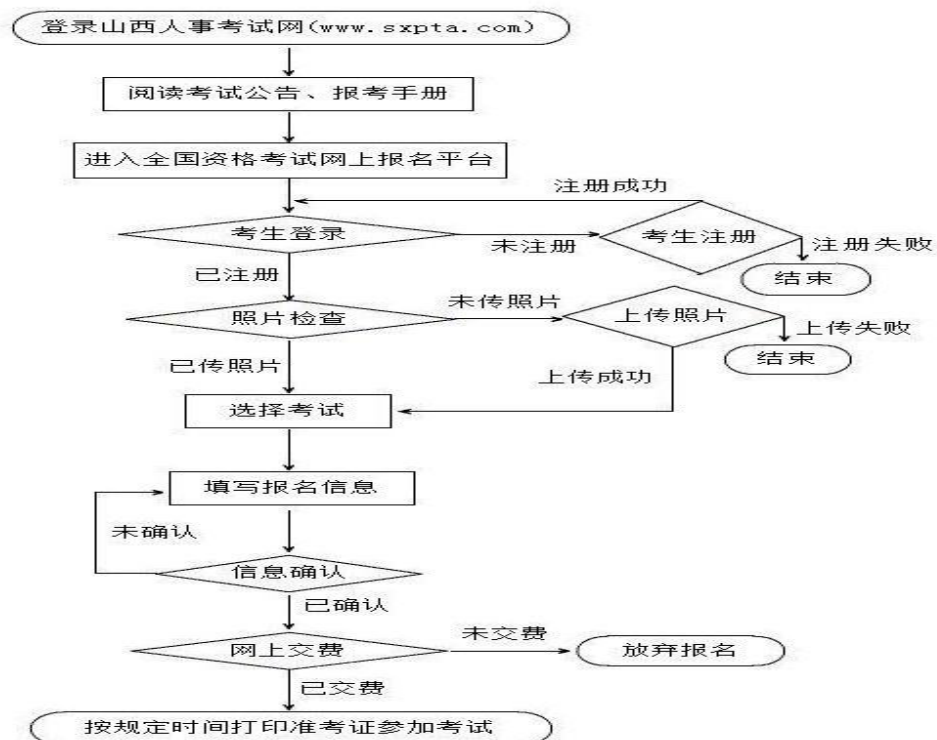 登录山西人事考试网(www.sxpta.com)
阅读考试公告、报考手册
进入全国资格考试网上报名平台
注册成功
考生登录
未注册
考生注册
注册失败
结束
已注册
照片检查
未传照片
上传照片
上传失败
结束
已传照片
上传成功
选择考试
填写报名信息
未确认
信息确认
已确认
网上交费
未交费
放弃报名
已交费
按规定时间打印准考证参加考试